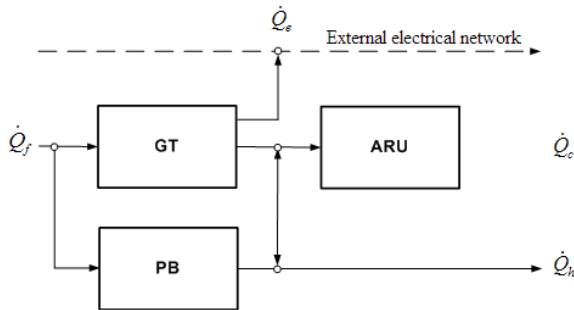 Q̇ₑ
External electrical network
Q̇f
GT
ARU
Q̇c
PB
Q̇ₕ